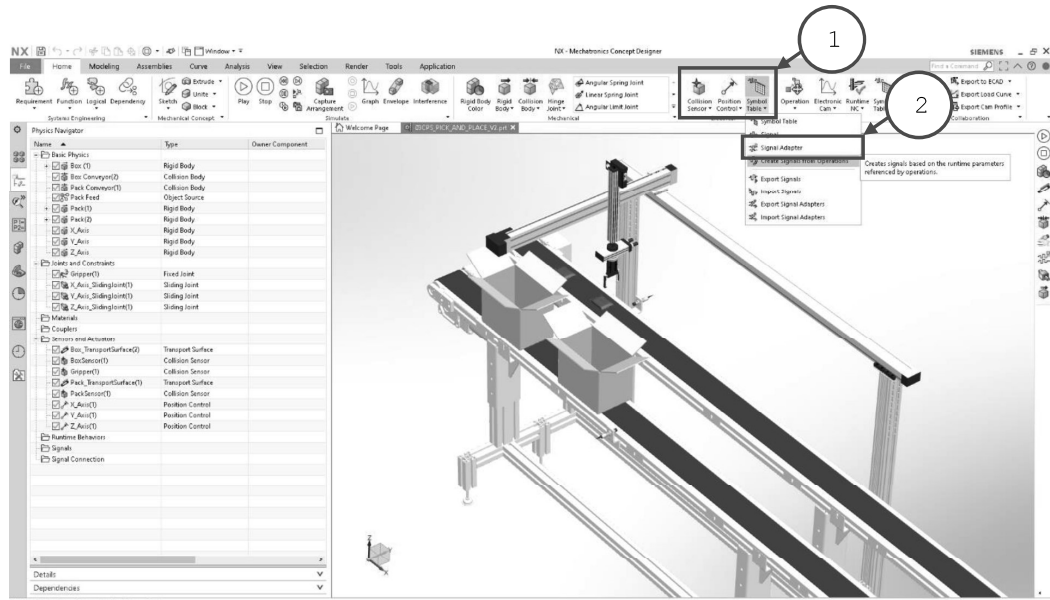 1
NX Window NX - Mechatronics Concept Designer SIEMENS
File Home Modeling Assemblies Curve Analysis View Selection Render Tools Application Find a Command
Requirement Function Logical Dependency
Systems Engineering
Sketch Extrude
Unite
Block
Mechanical Concept
Play Stop Capture Arrangement Graph Envelope Interference
Simulate
Rigid Body Color Rigid Body Collision Body Hinge Joint
Angular Spring Joint
Linear Spring Joint
Angular Limit Joint
Mechanical
Collision Sensor Position Control Symbol Table
Operation Electronic Cam Runtime NC
Export to ECAD
Export Load Curve
Export Cam Profile
Collaboration
2
Symbol Table
Signal
Signal Adapter
Create Signals from Operations
Export Signals
Import Signals
Export Signal Adapters
Import Signal Adapters
Creates signals based on the runtime parameters
referenced by operations.
Welcome Page
Physics Navigator
Name Type Owner Component
Basic Physics
Box (1) Rigid Body
Box Conveyor(2) Collision Body
Pack Conveyor(1) Collision Body
Pack Feed Object Source
Pack(1) Rigid Body
Pack(2) Rigid Body
X_Axis Rigid Body
Y_Axis Rigid Body
Z_Axis Rigid Body
Joints and Constraints
Gripper(1) Fixed Joint
X_Axis_SlidingJoint(1) Sliding Joint
Y_Axis_SlidingJoint(1) Sliding Joint
Z_Axis_SlidingJoint(1) Sliding Joint
Materials
Couplers
Sensors and Actuators
Box_TransportSurface(2) Transport Surface
BoxSensor(1) Collision Sensor
Gripper(1) Collision Sensor
Pack_TransportSurface(1) Transport Surface
PackSensor(1) Collision Sensor
X_Axis(1) Position Control
Y_Axis(1) Position Control
Z_Axis(1) Position Control
Runtime Behaviors
Signals
Signal Connection
Details
Dependencies
Z
X